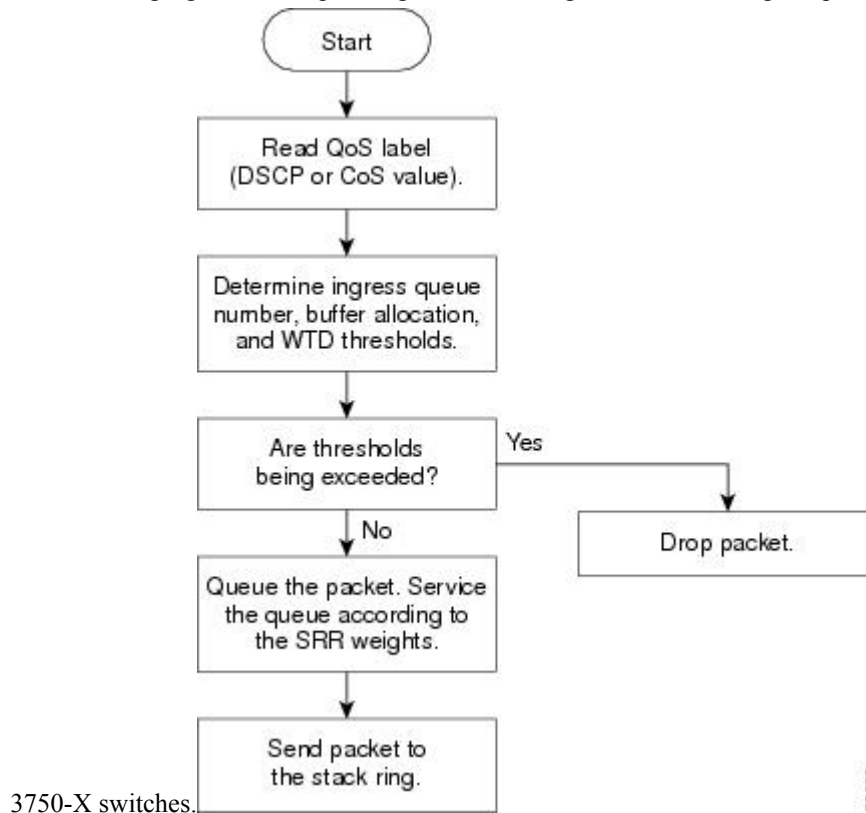 Start
Read QoS label
(DSCP or CoS value).
Determine ingress queue
number, buffer allocation,
and WTD thresholds.
Are thresholds
being exceeded?
Yes
No
Drop packet.
Queue the packet. Service
the queue according to
the SRR weights.
Send packet to
the stack ring.
3750-X switches.